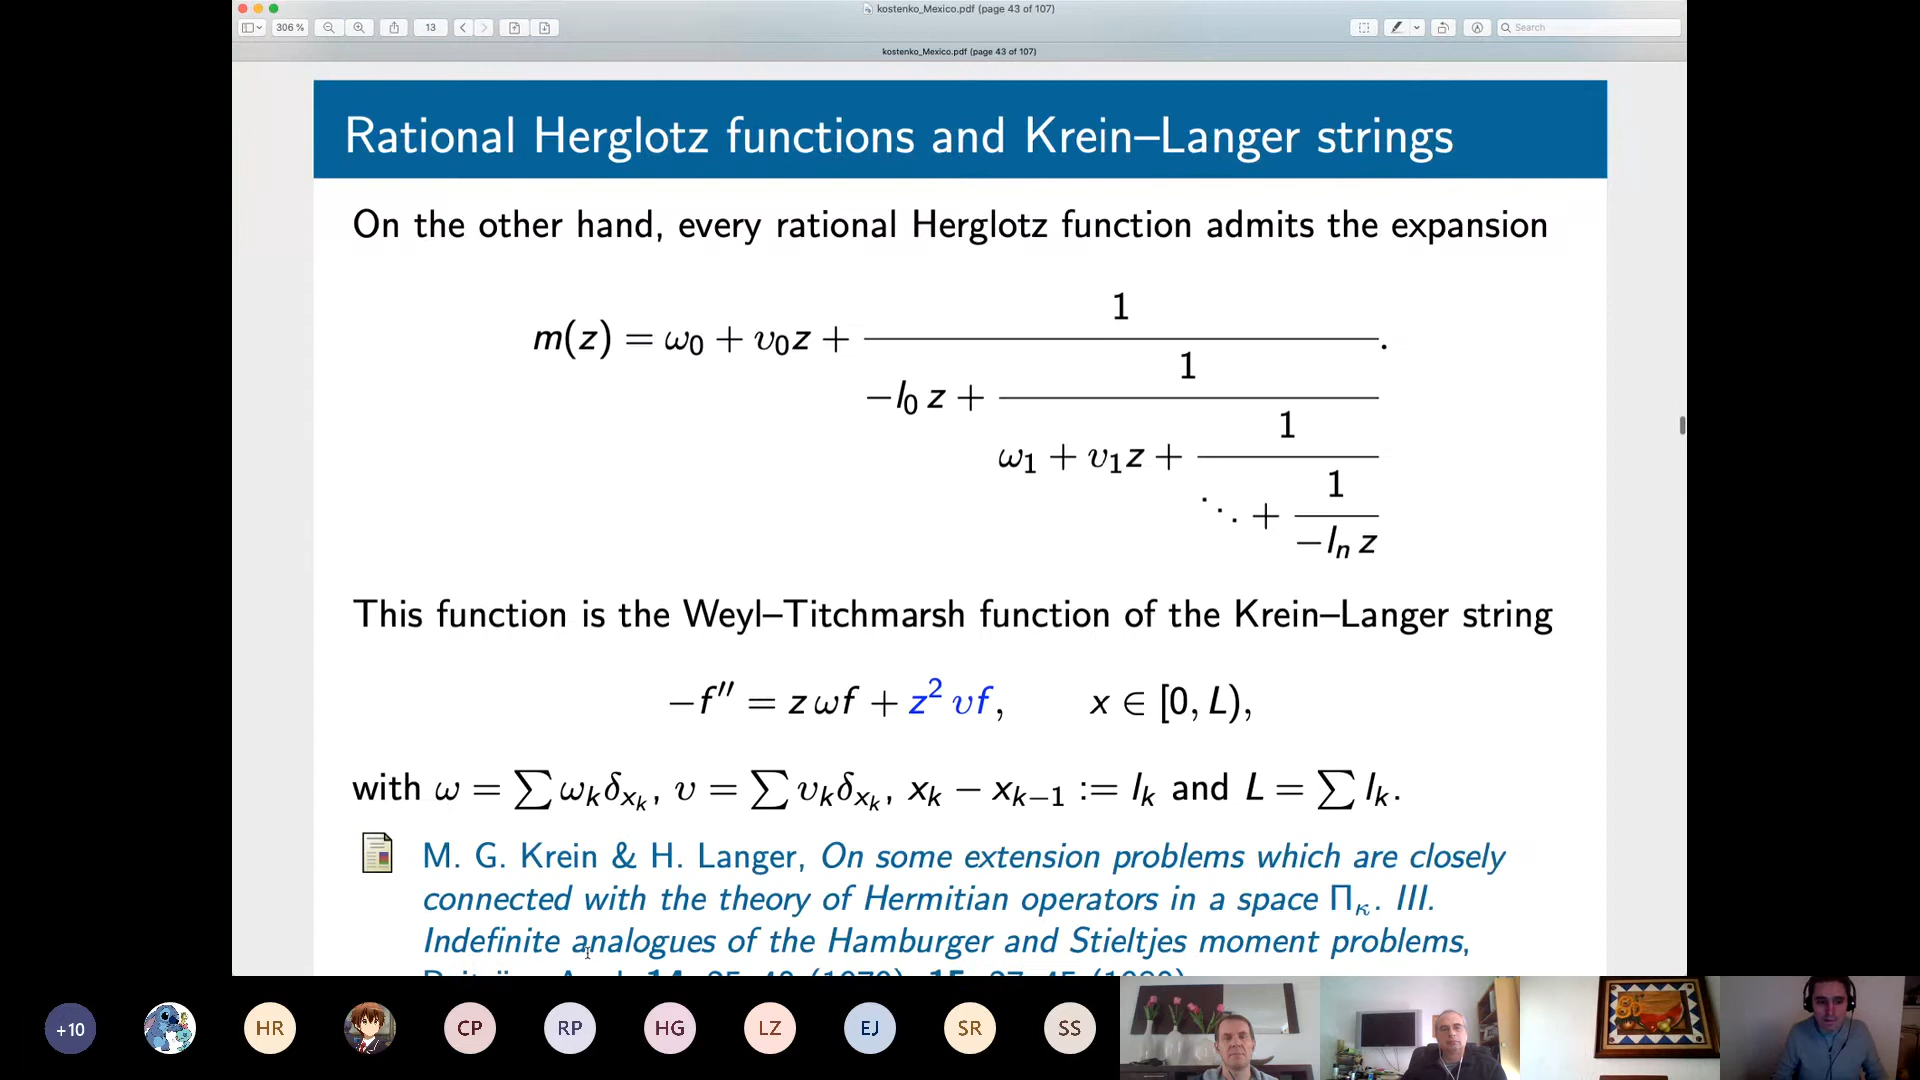 kostenko_Mexico.pdf (page 43 of 107)
306 %
13
Search
kostenko_Mexico.pdf (page 43 of 107)
Rational Herglotz functions and Krein–Langer strings
On the other hand, every rational Herglotz function admits the expansion
m(z) = ω₀ + υ₀z + 1 / (−l₀ z + 1 / (ω₁ + υ₁z + 1 / (⋱ + 1 / (−lₙ z)))).
This function is the Weyl–Titchmarsh function of the Krein–Langer string
−f″ = z ωf + z² υf, x ∈ [0, L),
with ω = ∑ ωₖδₓₖ, υ = ∑ υₖδₓₖ, xₖ − xₖ₋₁ := lₖ and L = ∑ lₖ.
M. G. Krein & H. Langer, On some extension problems which are closely
connected with the theory of Hermitian operators in a space Πκ. III.
Indefinite analogues of the Hamburger and Stieltjes moment problems,
+10 HR CP RP HG LZ EJ SR SS